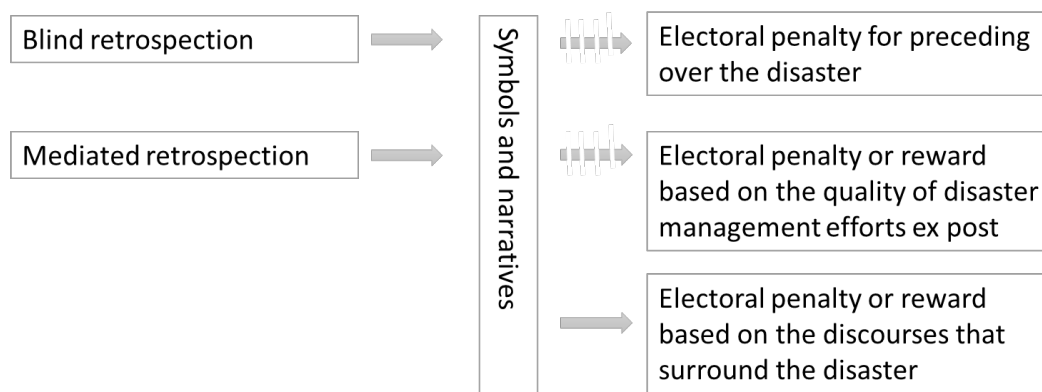 Blind retrospection
Mediated retrospection
Symbols and narratives
Electoral penalty for preceding
over the disaster
Electoral penalty or reward
based on the quality of disaster
management efforts ex post
Electoral penalty or reward
based on the discourses that
surround the disaster